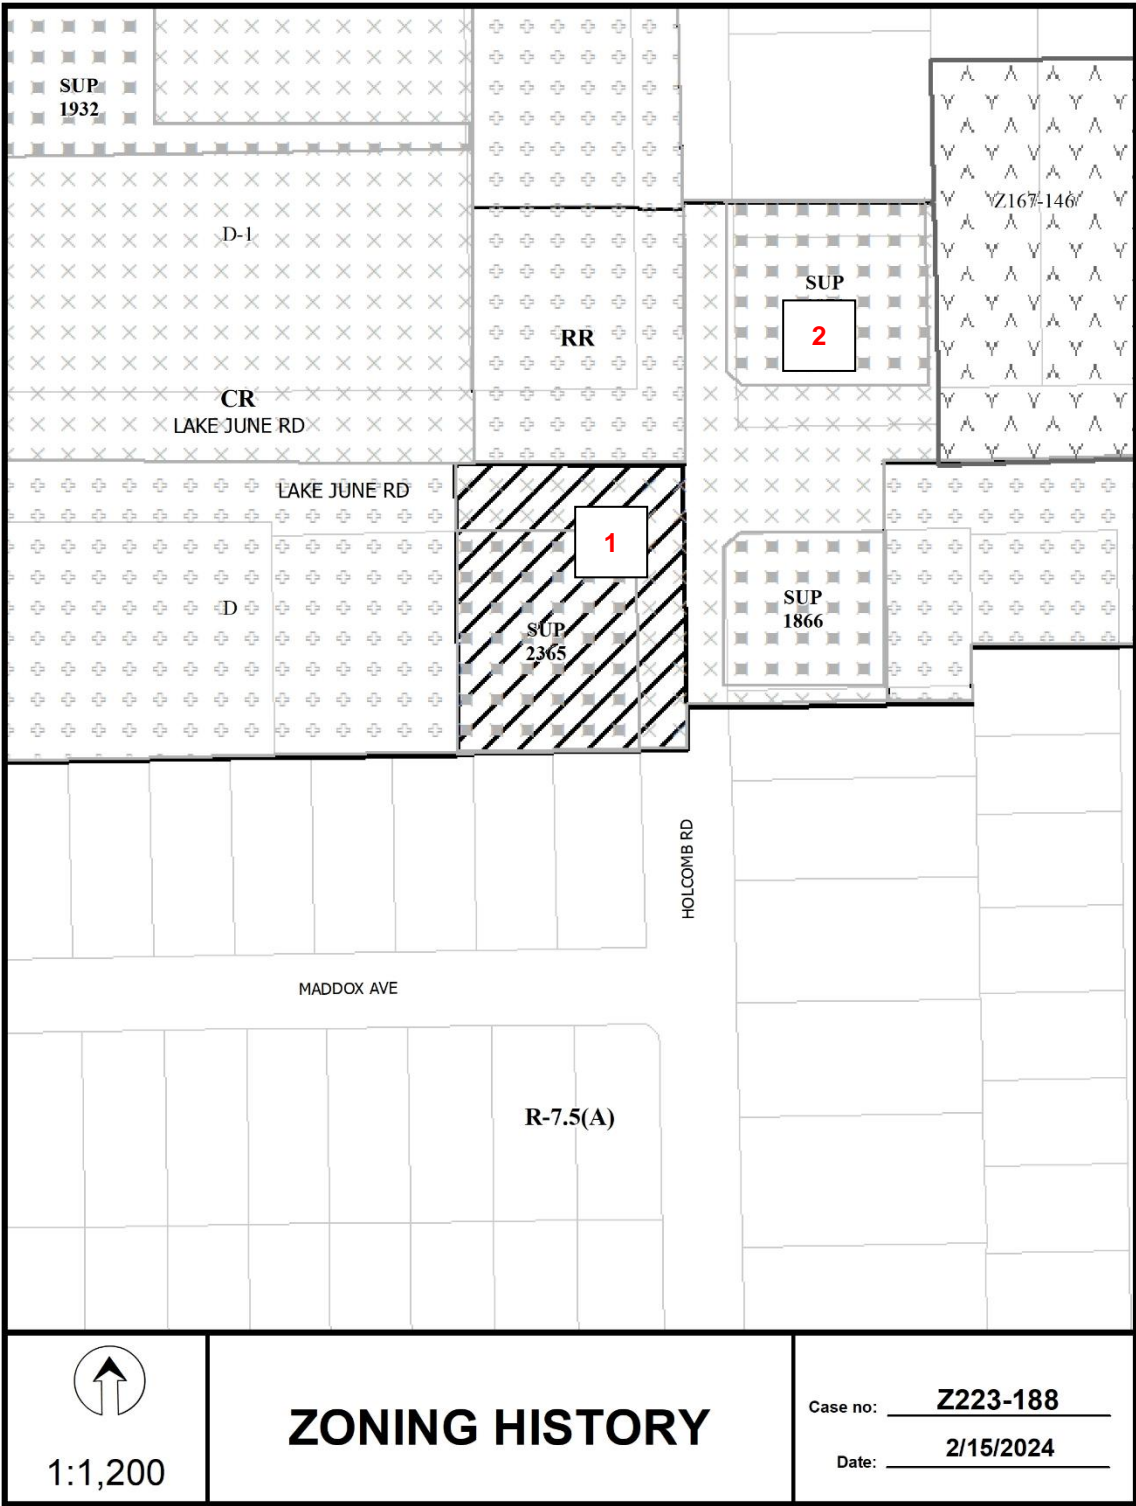 SUP
1932
Z167-146
D-1
SUP
2
RR
CR
LAKE JUNE RD
LAKE JUNE RD
1
D
SUP
2365
SUP
1866
HOLCOMB RD
MADDOX AVE
R-7.5(A)
1:1,200
ZONING HISTORY
Case no: Z223-188
Date: 2/15/2024